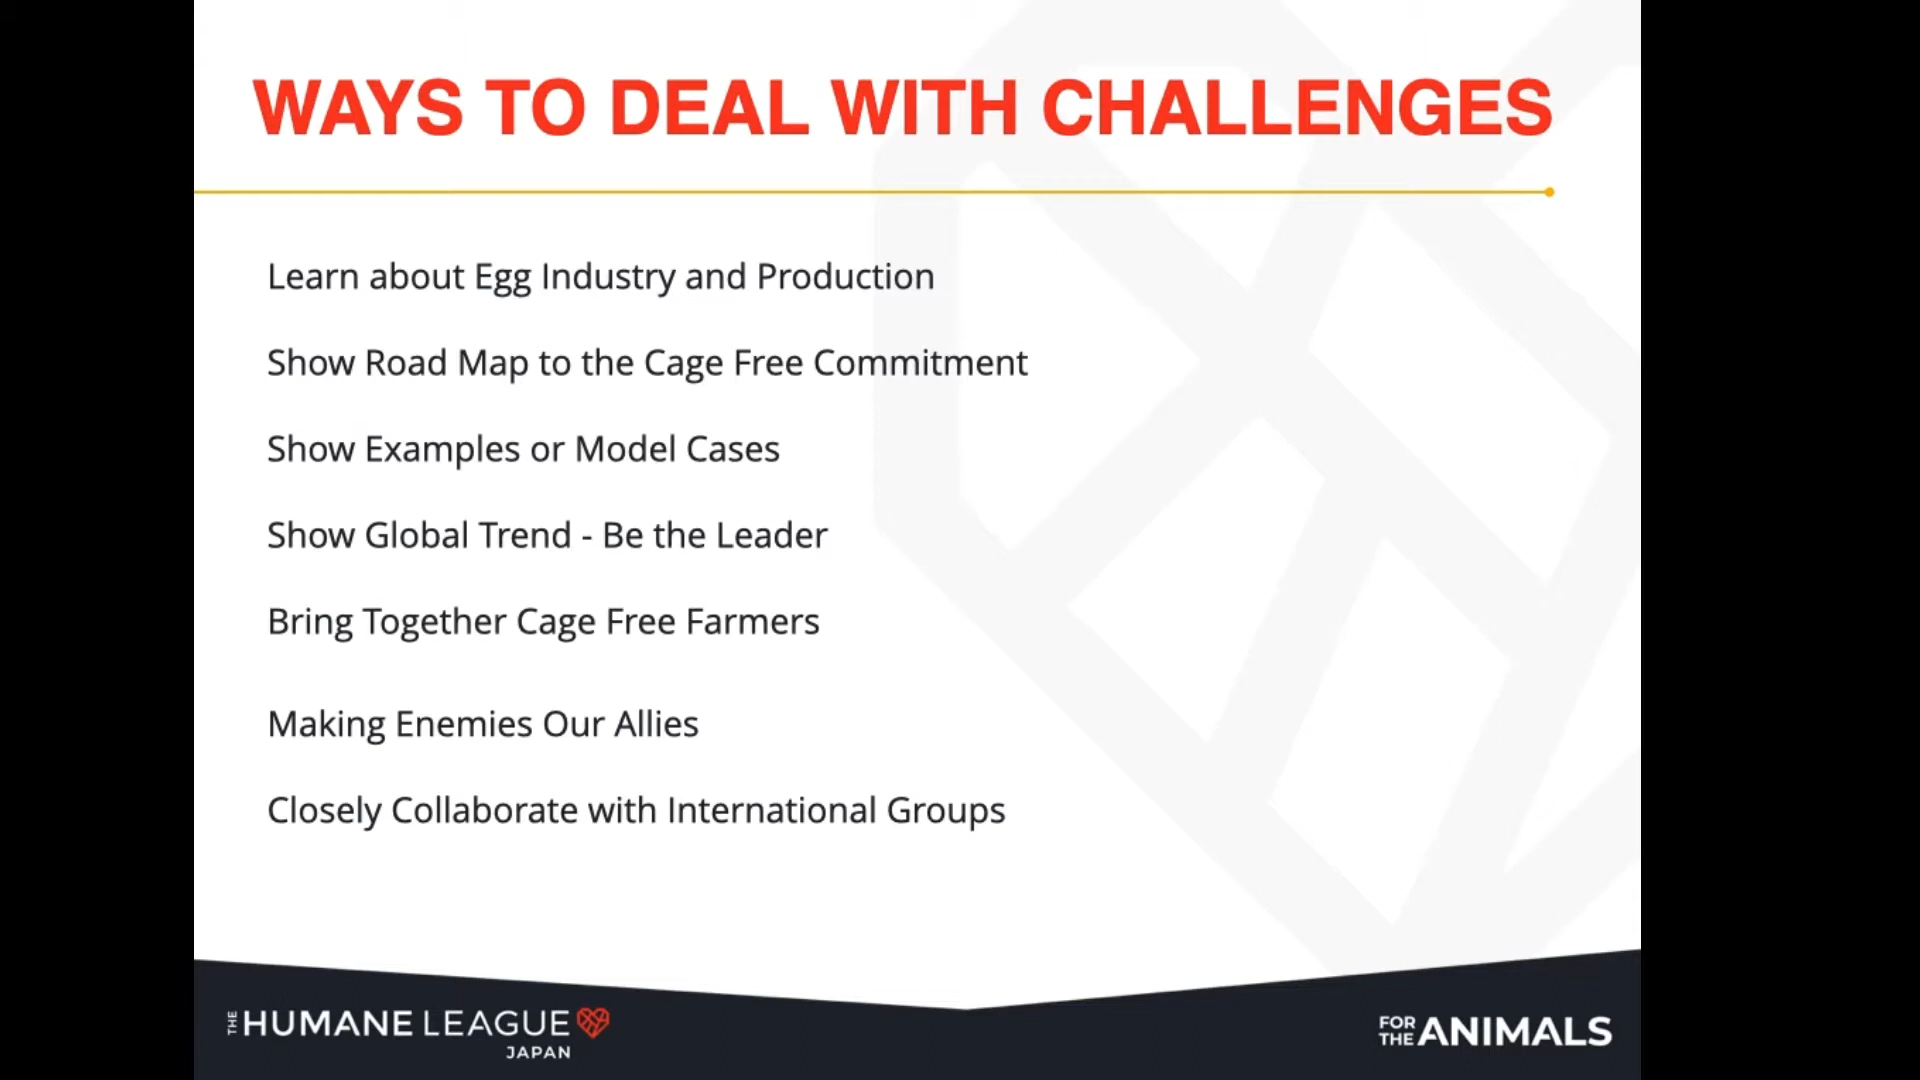 WAYS TO DEAL WITH CHALLENGES
Learn about Egg Industry and Production
Show Road Map to the Cage Free Commitment
Show Examples or Model Cases
Show Global Trend - Be the Leader
Bring Together Cage Free Farmers
Making Enemies Our Allies
Closely Collaborate with International Groups
THE HUMANE LEAGUE
JAPAN
FOR THE ANIMALS